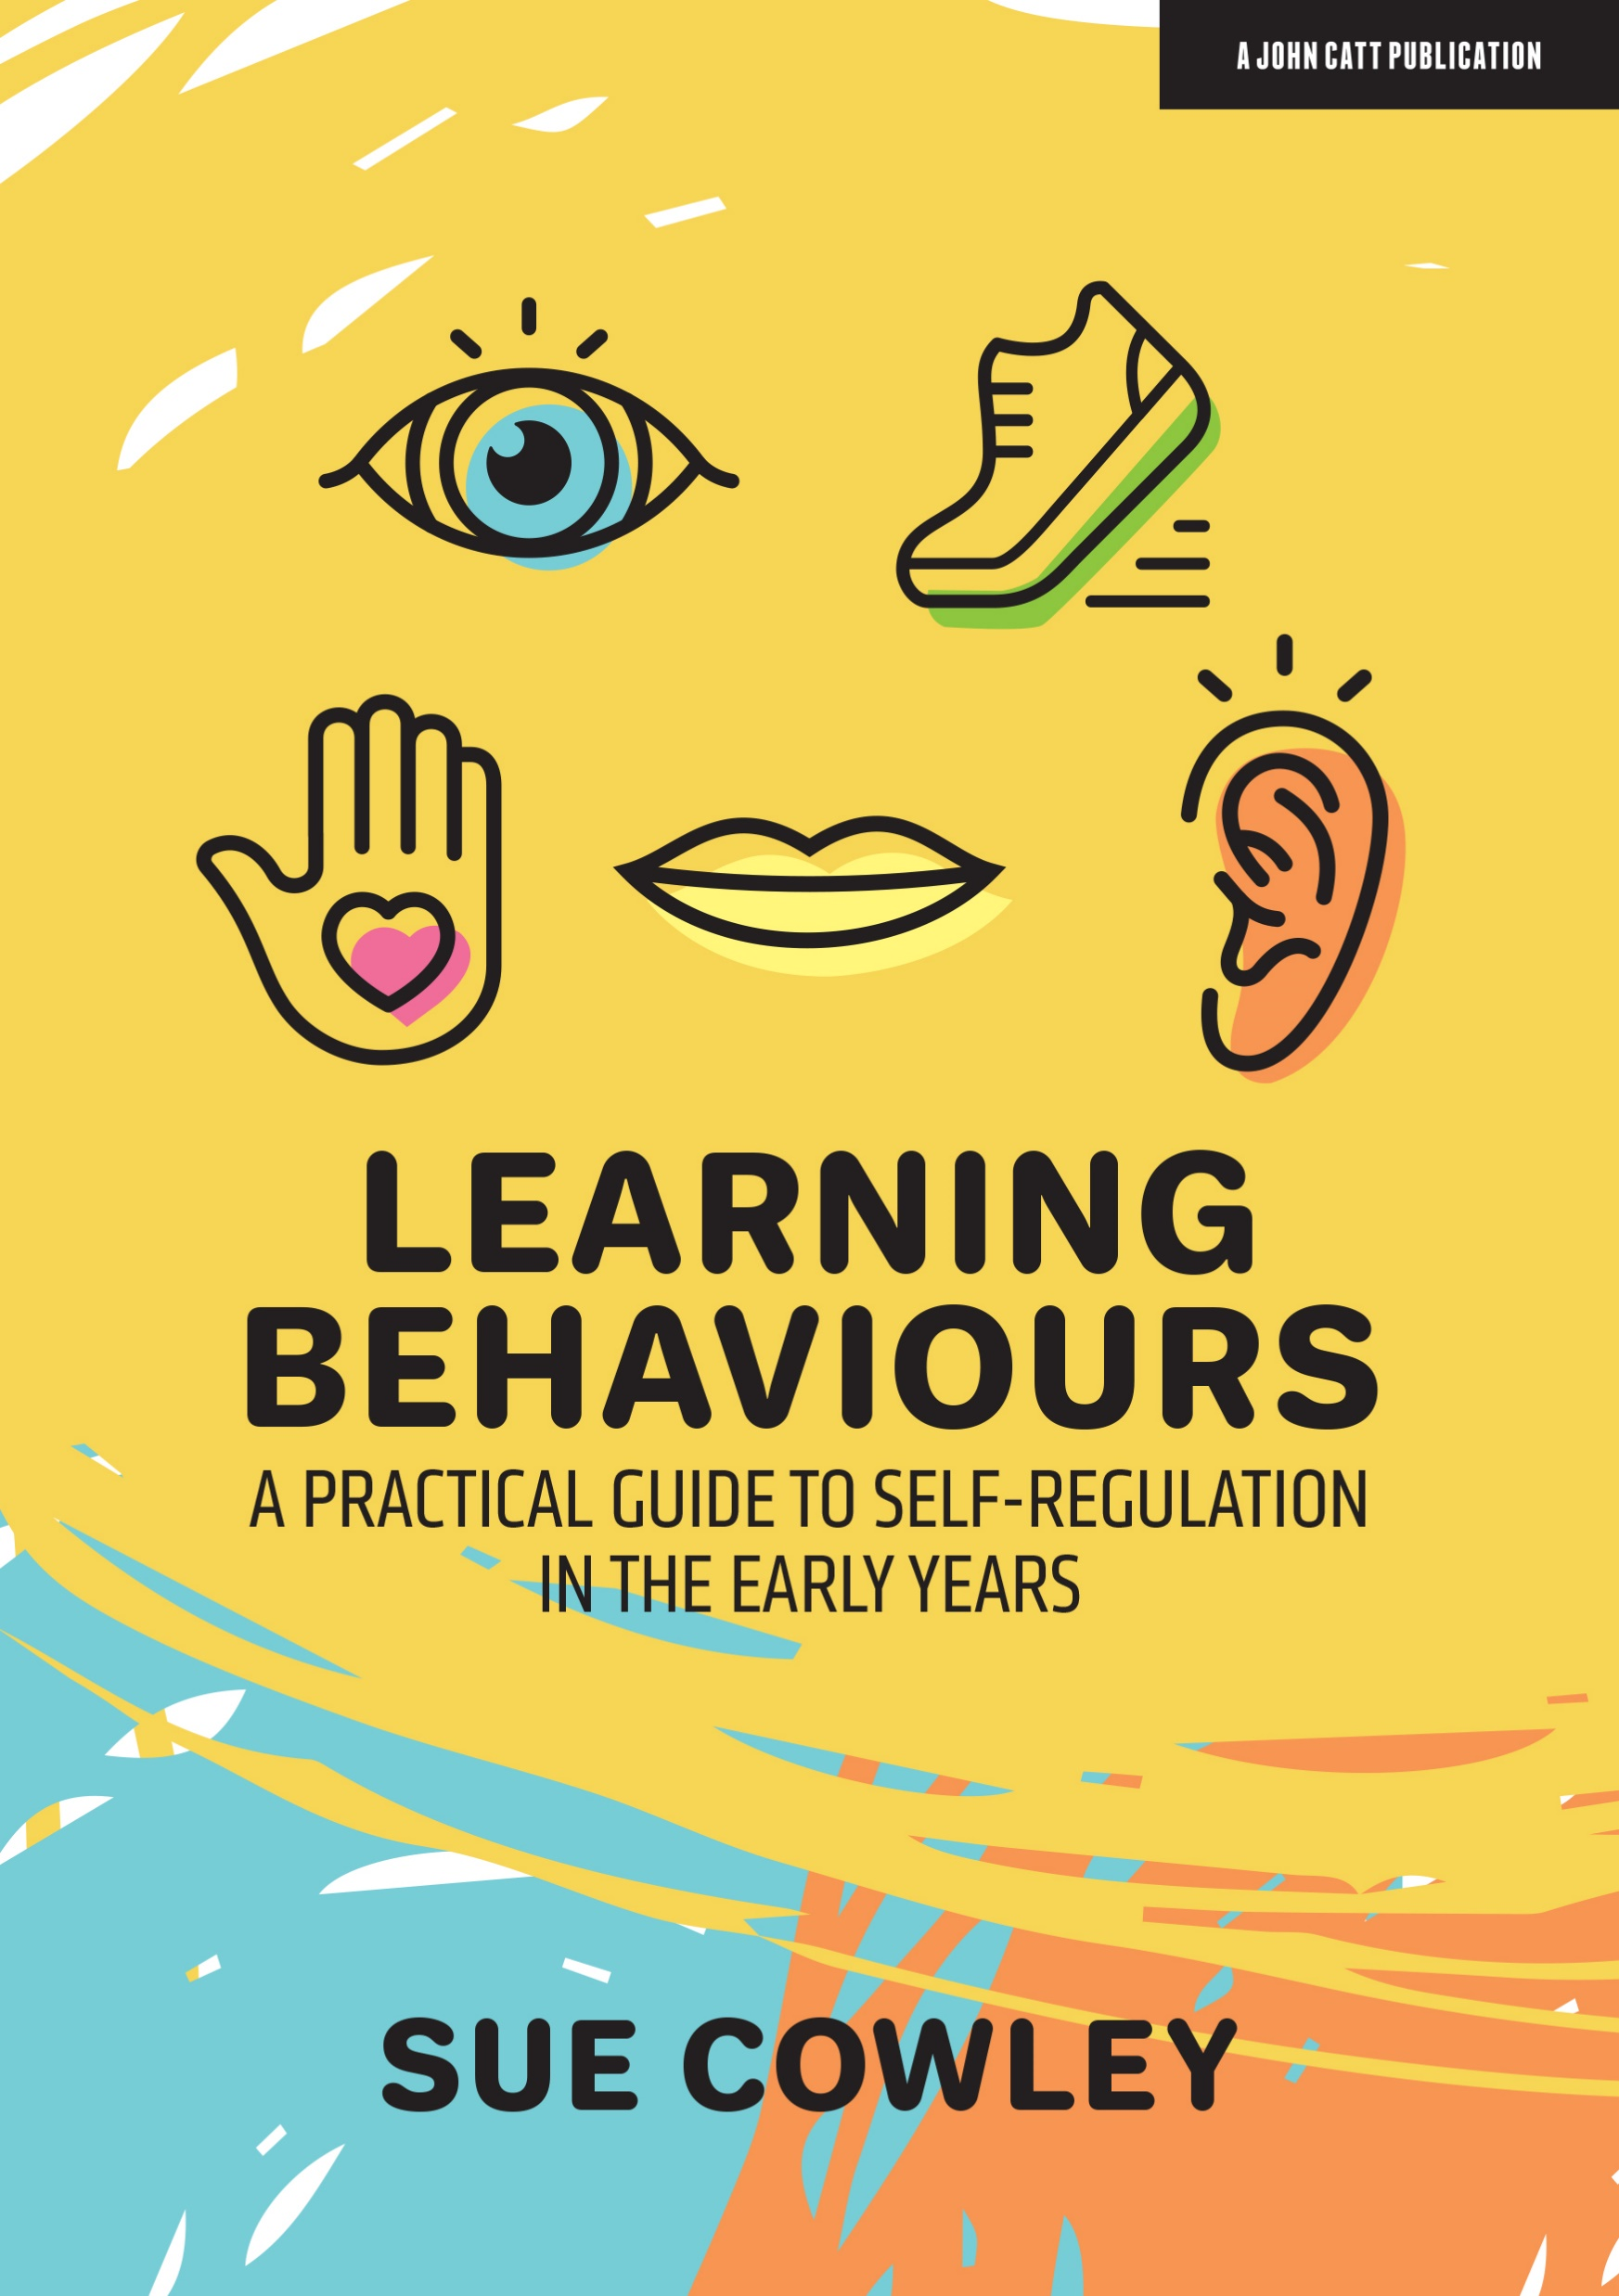 A JOHN CATT PUBLICATION
LEARNING
BEHAVIOURS
A PRACTICAL GUIDE TO SELF-REGULATION
IN THE EARLY YEARS
SUE COWLEY